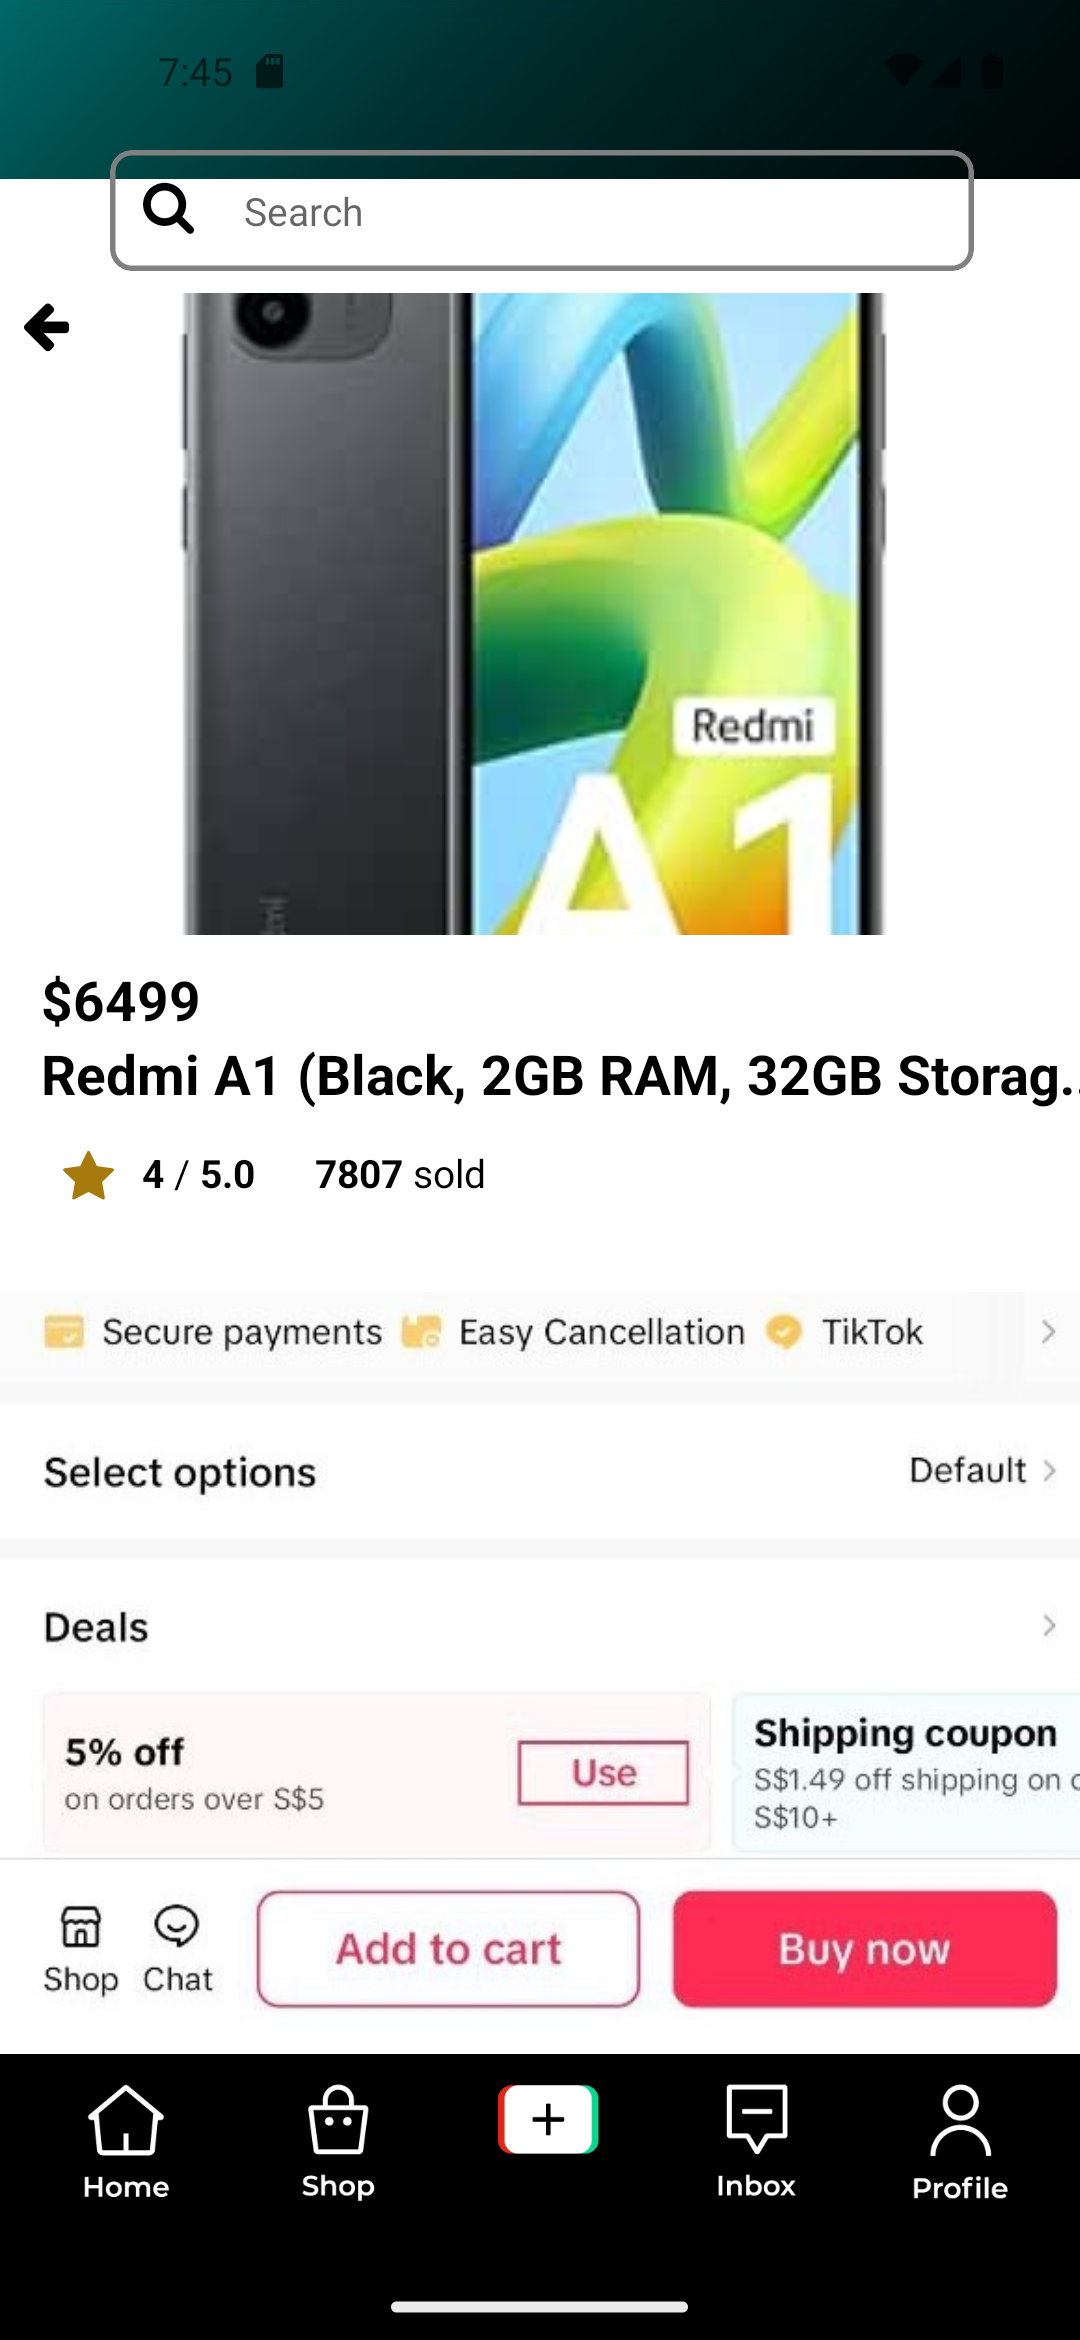 7:45
Search
Redmi
A1
$6499
Redmi A1 (Black, 2GB RAM, 32GB Storag..
4 / 5.0 7807 sold
Secure payments Easy Cancellation TikTok
Select options Default
Deals
5% off
on orders over S$5
Use
Shipping coupon
S$1.49 off shipping on
S$10+
Shop Chat Add to cart Buy now
Home Shop Inbox Profile